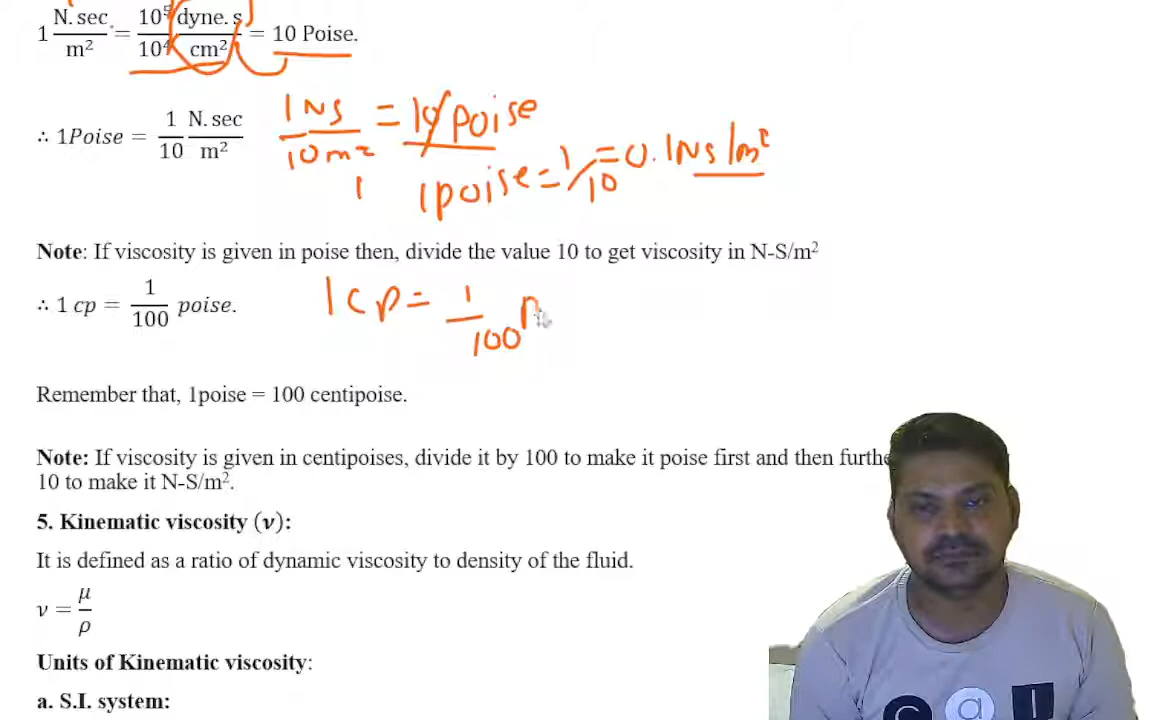 1 N. sec / m² = 10⁵ dyne. s / 10⁴ cm² = 10 Poise.
1NS / 10m² = 10 poise
∴ 1Poise = 1/10 N. sec / m²
1
1poise = 1/10 = 0.1NS/m²
Note: If viscosity is given in poise then, divide the value 10 to get viscosity in N-S/m²
∴ 1 cp = 1/100 poise.
1cp = 1/100
Remember that, 1poise = 100 centipoise.
Note: If viscosity is given in centipoises, divide it by 100 to make it poise first and then furthe
10 to make it N-S/m².
5. Kinematic viscosity (ν):
It is defined as a ratio of dynamic viscosity to density of the fluid.
ν = μ/ρ
Units of Kinematic viscosity:
a. S.I. system: